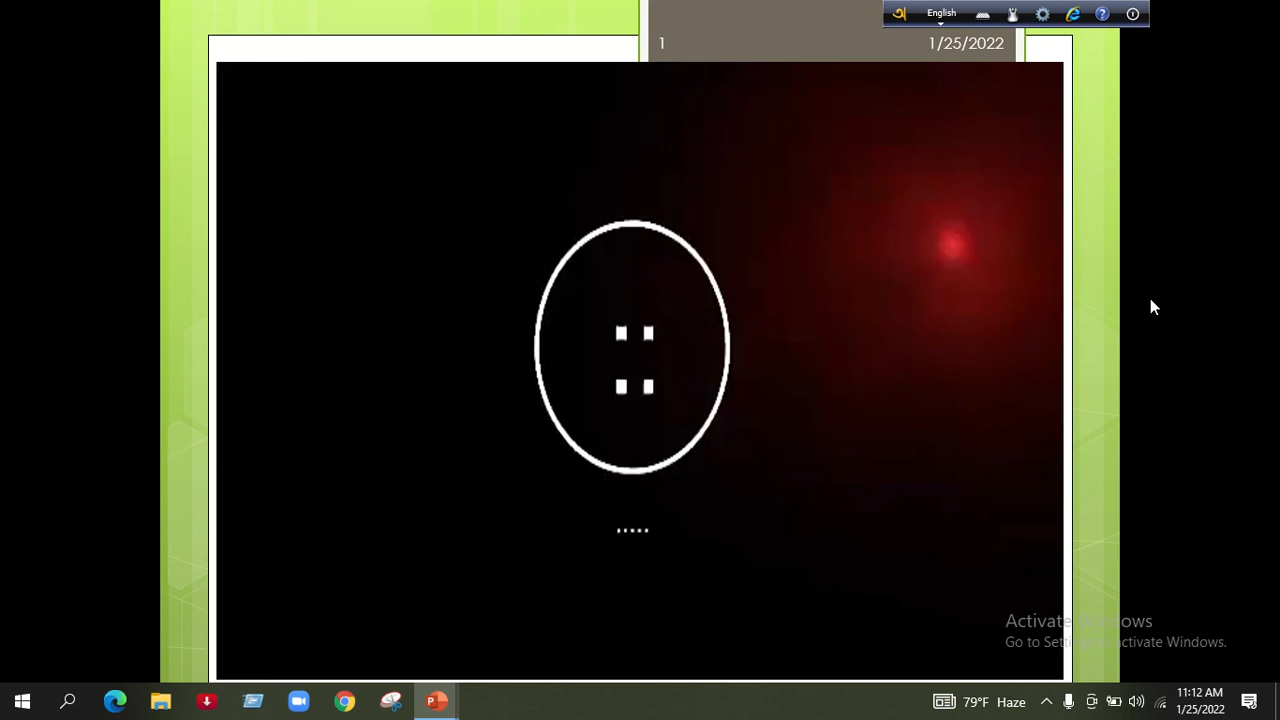 English
1 1/25/2022
Activate Windows
Go to Settings to activate Windows.
79°F Haze
11:12 AM
1/25/2022